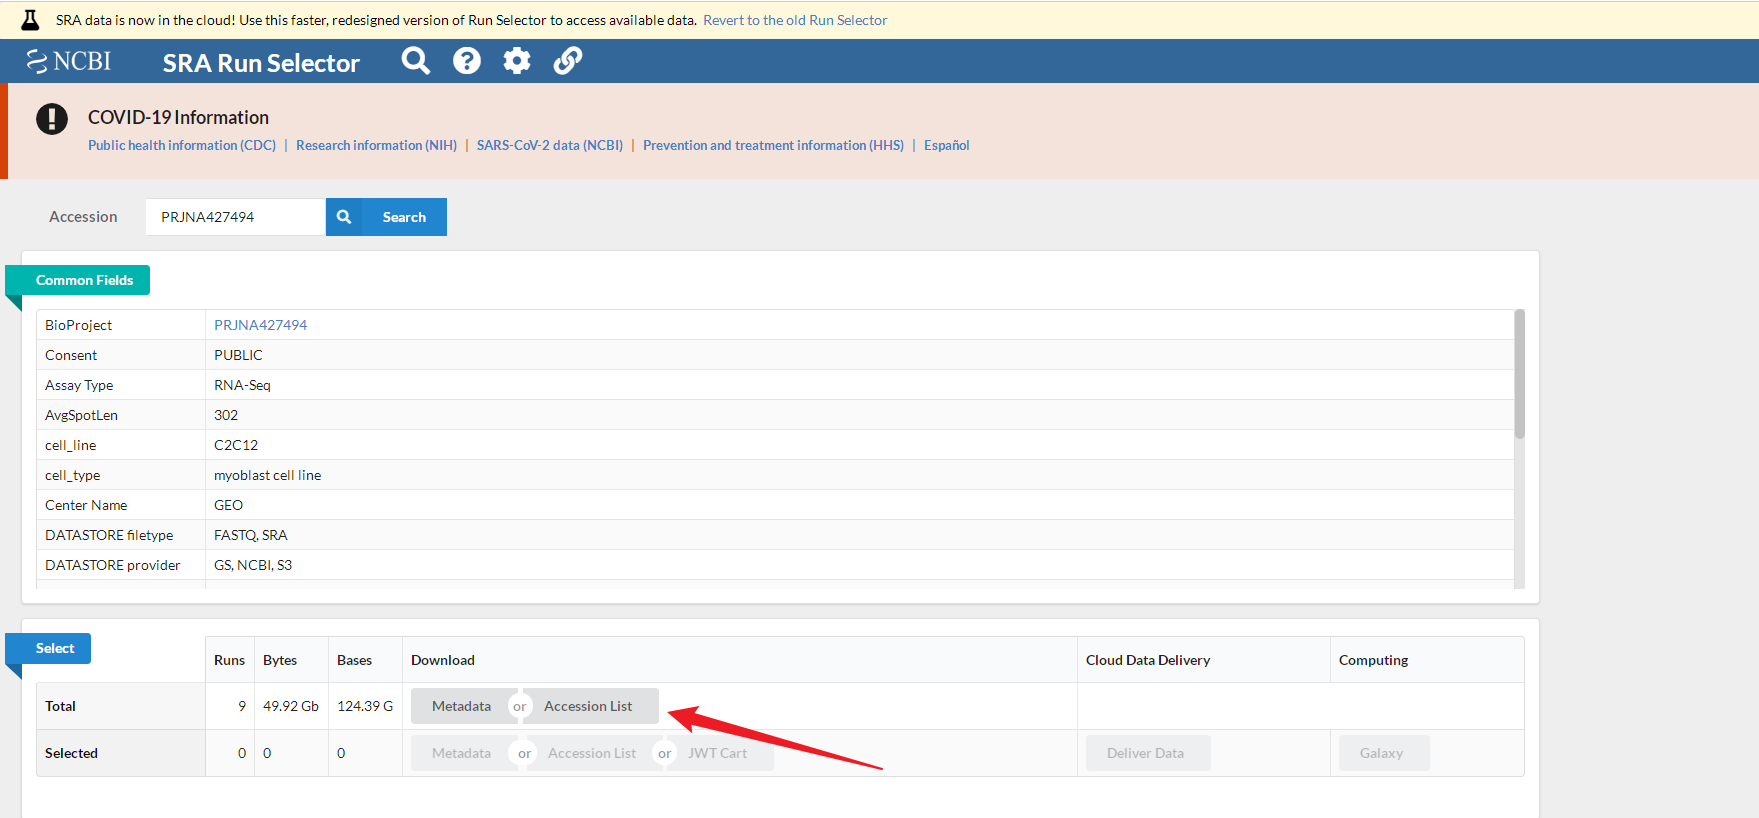 SRA data is now in the cloud! Use this faster, redesigned version of Run Selector to access available data. Revert to the old Run Selector
NCBI SRA Run Selector
COVID-19 Information
Public health information (CDC) | Research information (NIH) | SARS-CoV-2 data (NCBI) | Prevention and treatment information (HHS) | Español
Accession PRJNA427494 Search
Common Fields
BioProject PRJNA427494
Consent PUBLIC
Assay Type RNA-Seq
AvgSpotLen 302
cell_line C2C12
cell_type myoblast cell line
Center Name GEO
DATASTORE filetype FASTQ, SRA
DATASTORE provider GS, NCBI, S3
Select Runs Bytes Bases Download Cloud Data Delivery Computing
Total 9 49.92 Gb 124.39 G Metadata or Accession List
Selected 0 0 0 Metadata or Accession List or JWT Cart Deliver Data Galaxy